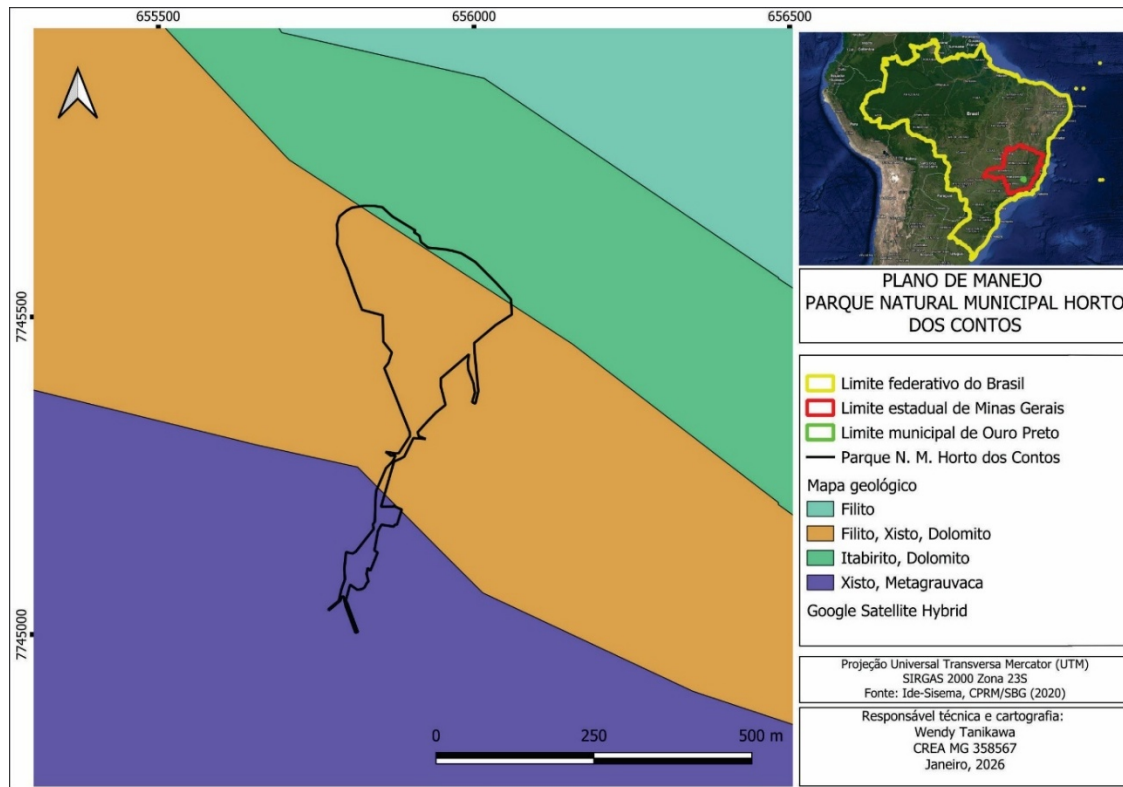 655500
656000
656500
7745500
7745000
0
250
500 m
Brasil
PLANO DE MANEJO
PARQUE NATURAL MUNICIPAL HORTO
DOS CONTOS
Limite federativo do Brasil
Limite estadual de Minas Gerais
Limite municipal de Ouro Preto
Parque N. M. Horto dos Contos
Mapa geológico
Filito
Filito, Xisto, Dolomito
Itabirito, Dolomito
Xisto, Metagrauvaca
Google Satellite Hybrid
Projeção Universal Transversa Mercator (UTM)
SIRGAS 2000 Zona 23S
Fonte: Ide-Sisema, CPRM/SBG (2020)
Responsável técnica e cartografia:
Wendy Tanikawa
CREA MG 358567
Janeiro, 2026